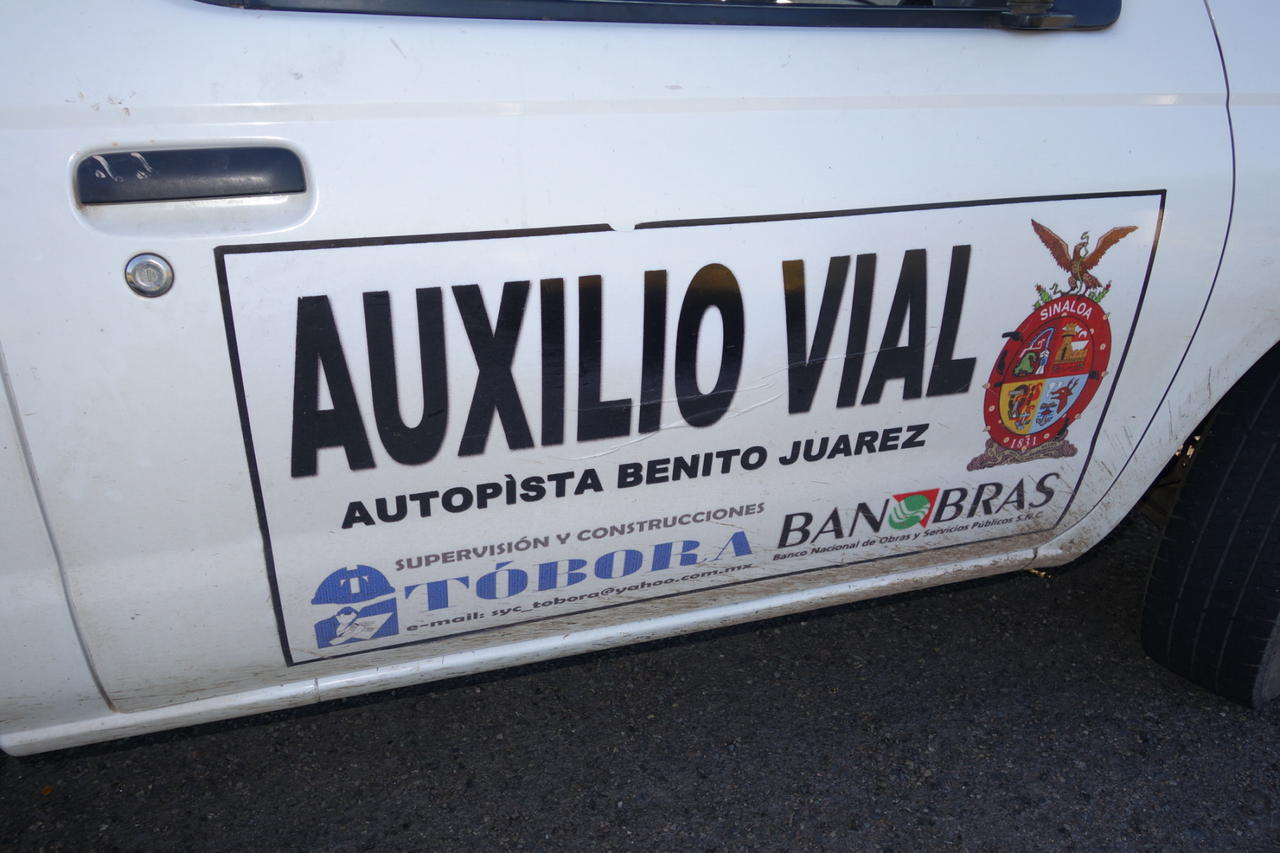 AUXILIO VIAL
AUTOPÌSTA BENITO JUAREZ
SUPERVISIÓN Y CONSTRUCCIONES
TÓBORA
e-mail: syc_tobora@yahoo.com.mx
BANOBRAS
Banco Nacional de Obras y Servicios Públicos S.N.C.
SINALOA
1831